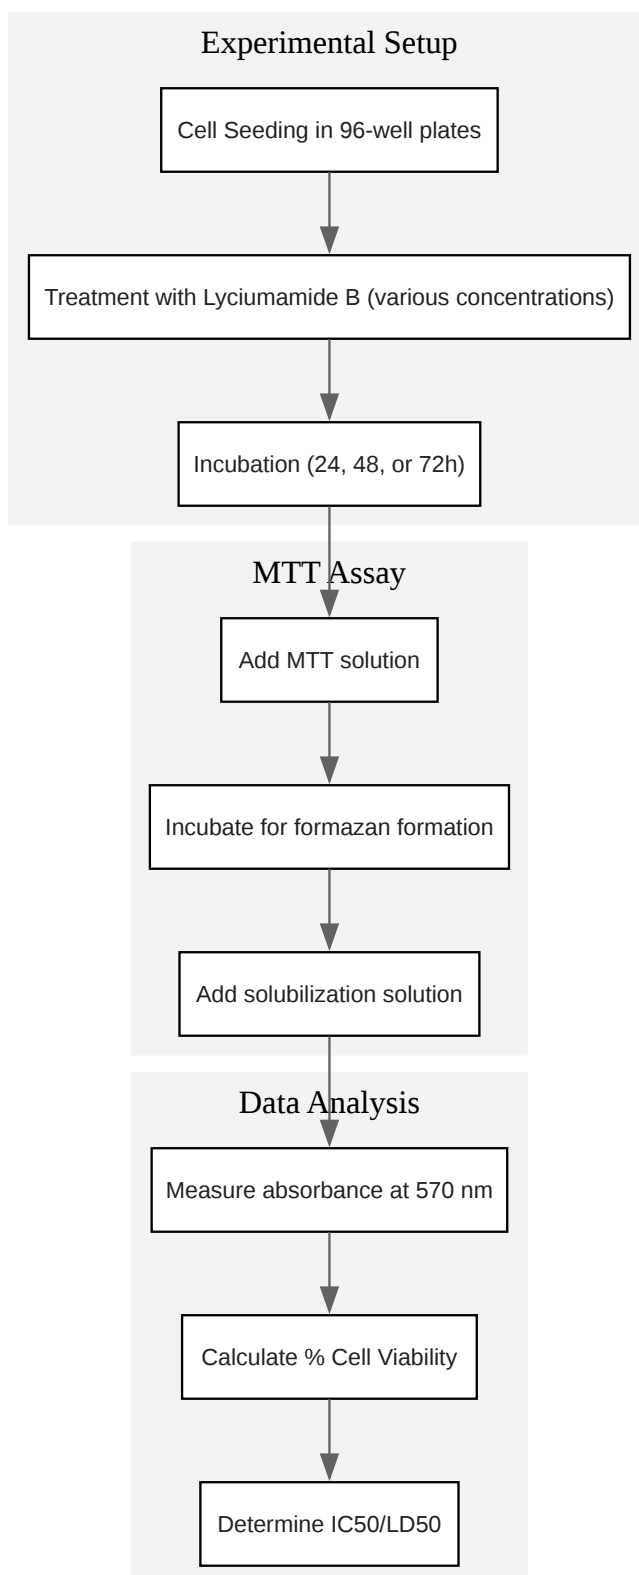 Experimental Setup
Cell Seeding in 96-well plates
Treatment with Lyciumamide B (various concentrations)
Incubation (24, 48, or 72h)
MTT Assay
Add MTT solution
Incubate for formazan formation
Add solubilization solution
Data Analysis
Measure absorbance at 570 nm
Calculate % Cell Viability
Determine IC50/LD50